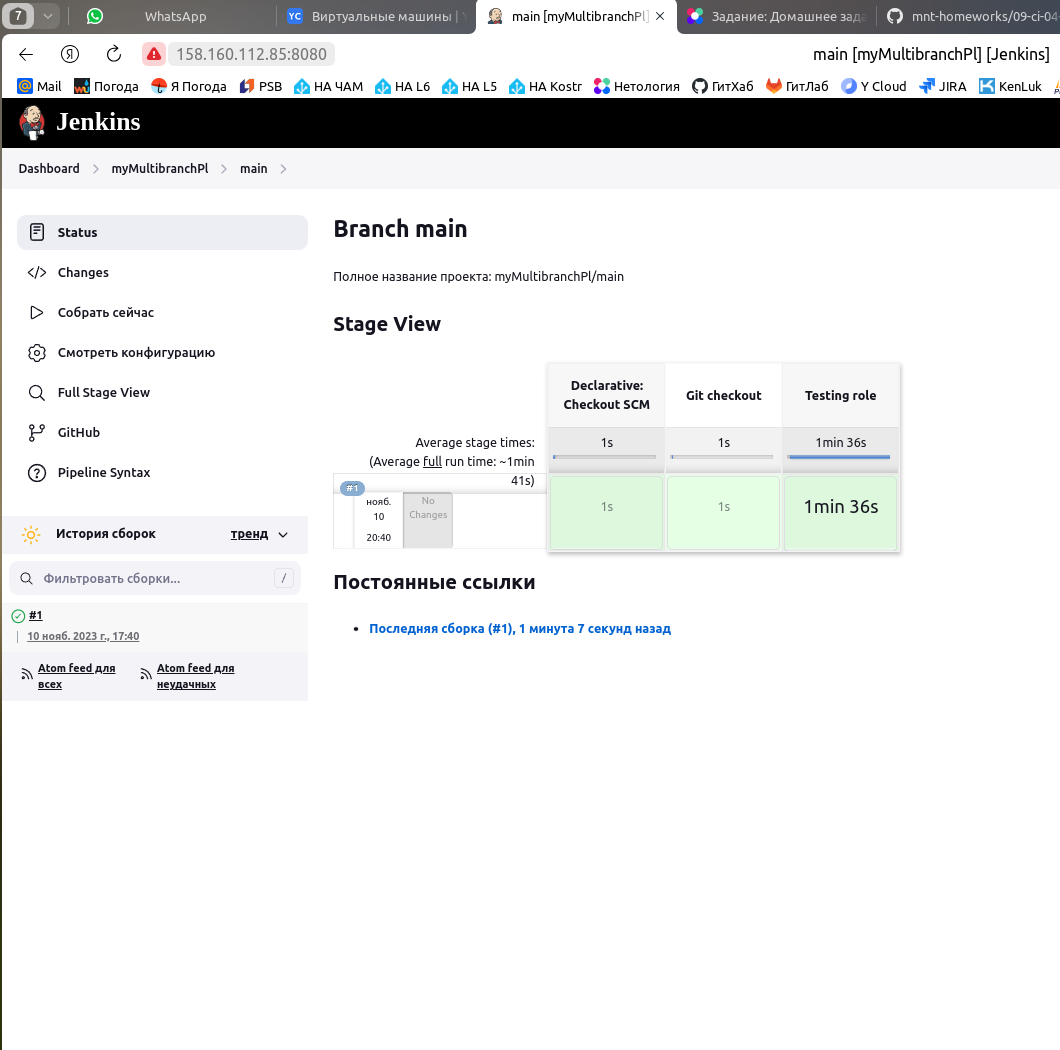 7
WhatsApp
YC Виртуальные машины |
main [myMultibranchPl]
Задание: Домашнее зада
mnt-homeworks/09-ci-04-
Я 158.160.112.85:8080 main [myMultibranchPl] [Jenkins]
Mail Погода Я Погода PSB НА ЧАМ НА L6 НА L5 НА Kostr Нетология ГитХаб ГитЛаб Y Cloud JIRA KenLuk
Jenkins
Dashboard myMultibranchPl main
Status
Changes
Собрать сейчас
Смотреть конфигурацию
Full Stage View
GitHub
Pipeline Syntax
История сборок тренд
Фильтровать сборки... /
#1
10 нояб. 2023 г., 17:40
Atom feed для
всех
Atom feed для
неудачных
Branch main
Полное название проекта: myMultibranchPl/main
Stage View
Declarative:
Checkout SCM
Git checkout
Testing role
Average stage times:
(Average full run time: ~1min
41s)
1s 1s 1min 36s
#1
нояб.
10
20:40
No
Changes
1s 1s 1min 36s
Постоянные ссылки
Последняя сборка (#1), 1 минута 7 секунд назад